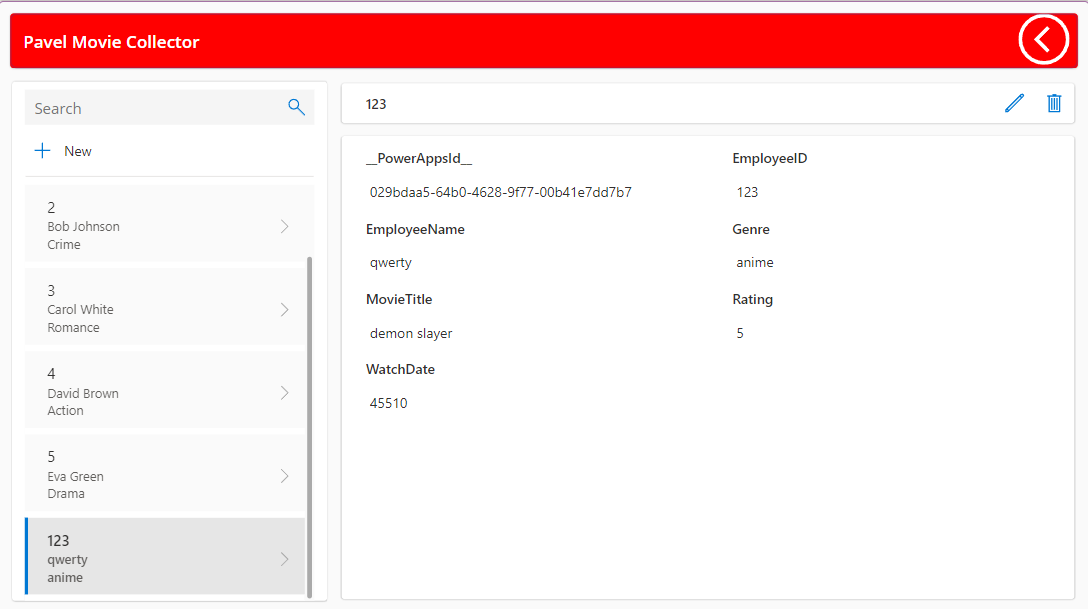 Pavel Movie Collector
Search
New
2
Bob Johnson
Crime
3
Carol White
Romance
4
David Brown
Action
5
Eva Green
Drama
123
qwerty
anime
123
__PowerAppsId__
029bdaa5-64b0-4628-9f77-00b41e7dd7b7
EmployeeID
123
EmployeeName
qwerty
Genre
anime
MovieTitle
demon slayer
Rating
5
WatchDate
45510